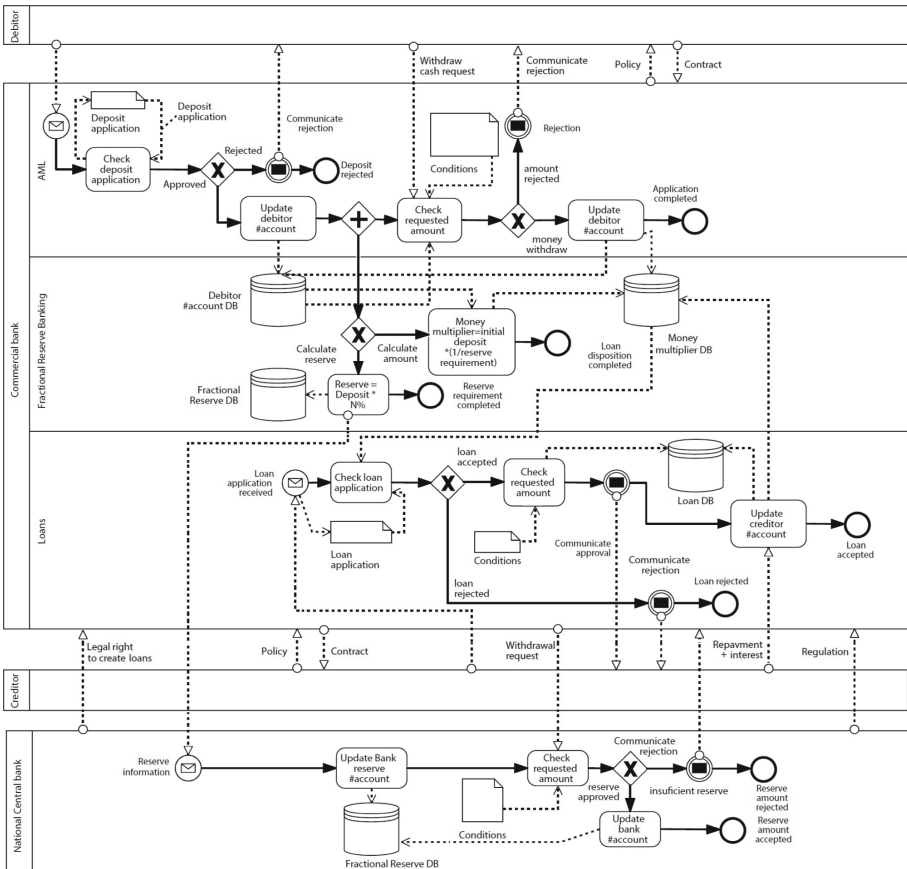 Debitor
Withdraw
cash request
Communicate
rejection
Policy
Contract
Commercial bank
AML
Deposit
application
Deposit
application
Check
deposit
application
Rejected
Approved
Communicate
rejection
Deposit
rejected
Conditions
Rejection
amount
rejected
Update
debitor
#account
Check
requested
amount
money
withdraw
Update
debitor
#account
Application
completed
Fractional Reserve Banking
Debitor
#account DB
Calculate
reserve
Calculate
amount
Money
multiplier=initial
deposit
*(1/reserve
requirement)
Loan
disposition
completed
Money
multiplier DB
Fractional
Reserve DB
Reserve =
Deposit *
N%
Reserve
requirement
completed
Loans
Loan
application
received
Check loan
application
Loan
application
loan
accepted
loan
rejected
Check
requested
amount
Conditions
Communicate
approval
Loan DB
Update
creditor
#account
Loan
accepted
Communicate
rejection
Loan rejected
Legal right
to create loans
Policy
Contract
Withdrawal
request
Repavment
+ interest
Regulation
Creditor
National Central bank
Reserve
information
Update Bank
reserve
#account
Fractional Reserve DB
Conditions
Check
requested
amount
Communicate
rejection
reserve
approved
insuficient reserve
Reserve
amount
rejected
Update
bank
#account
Reserve
amount
accepted